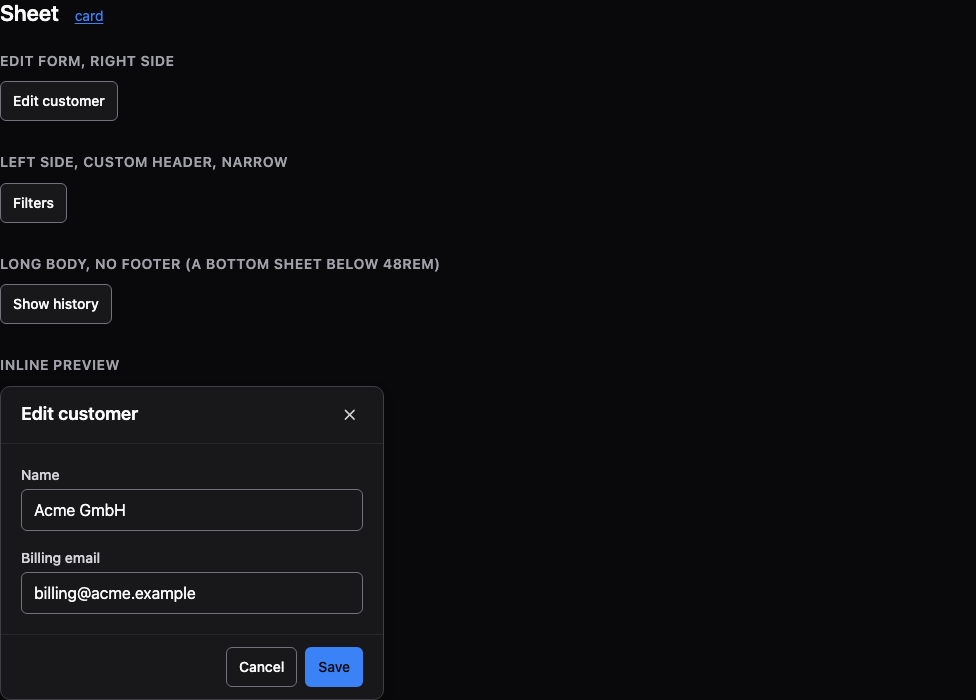 Sheet card
EDIT FORM, RIGHT SIDE
Edit customer
LEFT SIDE, CUSTOM HEADER, NARROW
Filters
LONG BODY, NO FOOTER (A BOTTOM SHEET BELOW 48REM)
Show history
INLINE PREVIEW
Edit customer
Name
Acme GmbH
Billing email
billing@acme.example
Cancel Save